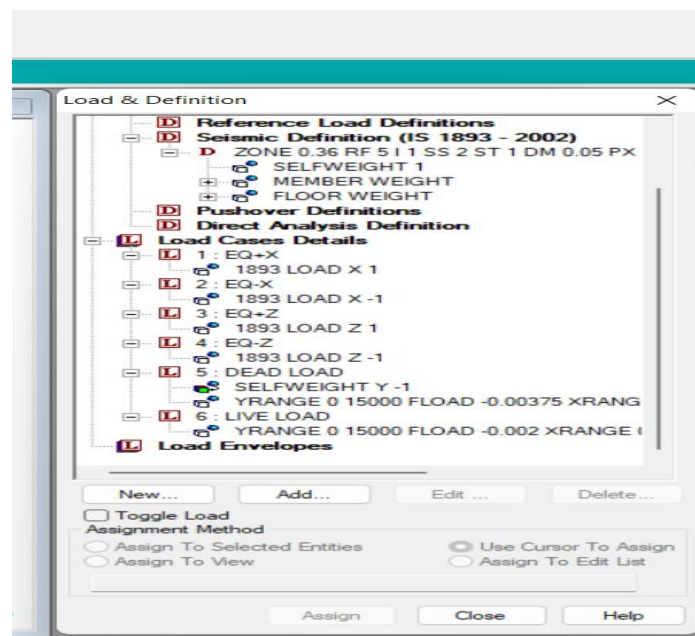 Load & Definition
Reference Load Definitions
Seismic Definition (IS 1893 - 2002)
ZONE 0.36 RF 5 I 1 SS 2 ST 1 DM 0.05 PX
SELFWEIGHT 1
MEMBER WEIGHT
FLOOR WEIGHT
Pushover Definitions
Direct Analysis Definition
Load Cases Details
1 : EQ+X
1893 LOAD X 1
2 : EQ-X
1893 LOAD X -1
3 : EQ+Z
1893 LOAD Z 1
4 : EQ-Z
1893 LOAD Z -1
5 : DEAD LOAD
SELFWEIGHT Y -1
YRANGE 0 15000 FLOAD -0.00375 XRANG
6 : LIVE LOAD
YRANGE 0 15000 FLOAD -0.002 XRANGE (
Load Envelopes
New... Add... Edit ... Delete...
Toggle Load
Assignment Method
Assign To Selected Entities Use Cursor To Assign
Assign To View Assign To Edit List
Assign Close Help